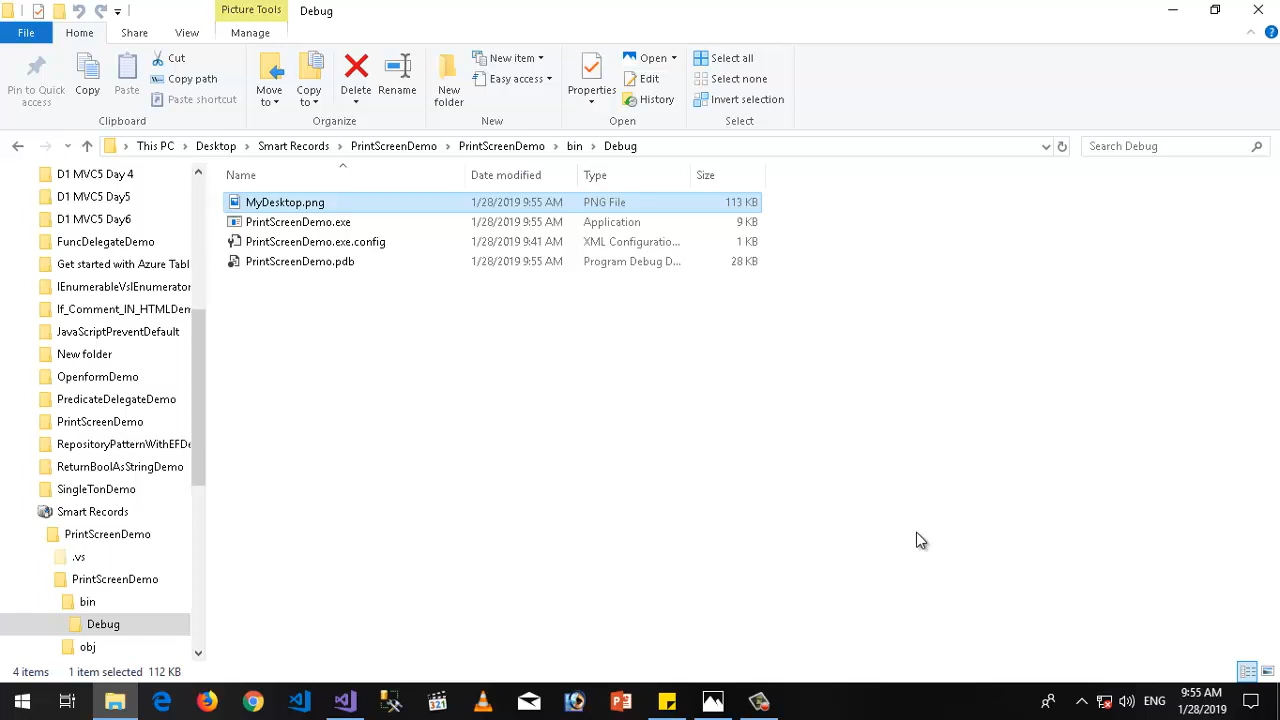 Picture Tools
Debug
File
Home
Share
View
Manage
Pin to Quick access
Copy
Paste
Cut
Copy path
Paste shortcut
Clipboard
Move to
Copy to
Delete
Rename
Organize
New folder
New item
Easy access
New
Properties
Open
Edit
History
Open
Select all
Select none
Invert selection
Select
This PC
Desktop
Smart Records
PrintScreenDemo
PrintScreenDemo
bin
Debug
Search Debug
Name
Date modified
Type
Size
MyDesktop.png 1/28/2019 9:55 AM PNG File 113 KB
PrintScreenDemo.exe 1/28/2019 9:55 AM Application 9 KB
PrintScreenDemo.exe.config 1/28/2019 9:41 AM XML Configuratio... 1 KB
PrintScreenDemo.pdb 1/28/2019 9:55 AM Program Debug D... 28 KB
D1 MVC5 Day 4
D1 MVC5 Day5
D1 MVC5 Day6
FuncDelegateDemo
Get started with Azure Tabl
IEnumerableVsIEnumerator
If_Comment_IN_HTMLDem
JavaScriptPreventDefault
New folder
OpenformDemo
PredicateDelegateDemo
PrintScreenDemo
RepositoryPatternWithEFDe
ReturnBoolAsStringDemo
SingleTonDemo
Smart Records
PrintScreenDemo
.vs
PrintScreenDemo
bin
Debug
obj
4 items 1 item selected 112 KB
321
ENG
9:55 AM
1/28/2019